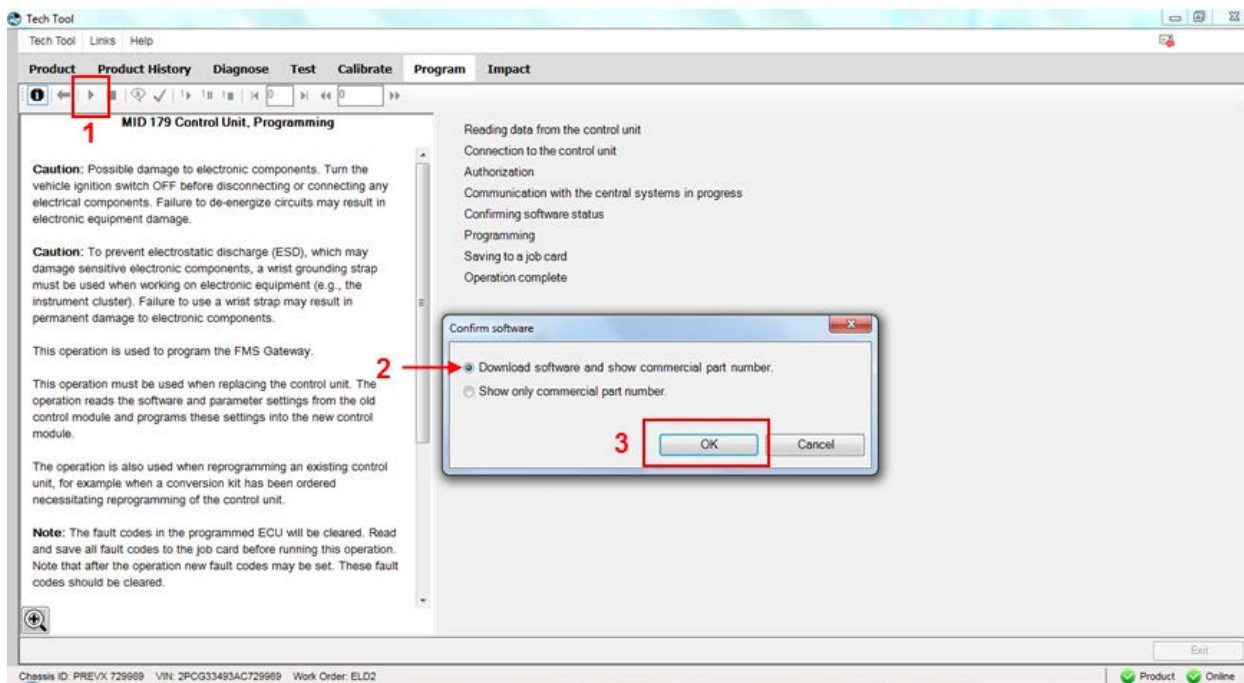 Tech Tool
Tech Tool Links Help
Product Product History Diagnose Test Calibrate Program Impact
0 0
1
MID 179 Control Unit, Programming
Caution: Possible damage to electronic components. Turn the
vehicle ignition switch OFF before disconnecting or connecting any
electrical components. Failure to de-energize circuits may result in
electronic equipment damage.
Caution: To prevent electrostatic discharge (ESD), which may
damage sensitive electronic components, a wrist grounding strap
must be used when working on electronic equipment (e.g., the
instrument cluster). Failure to use a wrist strap may result in
permanent damage to electronic components.
This operation is used to program the FMS Gateway.
This operation must be used when replacing the control unit. The
operation reads the software and parameter settings from the old
control module and programs these settings into the new control
module.
The operation is also used when reprogramming an existing control
unit, for example when a conversion kit has been ordered
necessitating reprogramming of the control unit.
Note: The fault codes in the programmed ECU will be cleared. Read
and save all fault codes to the job card before running this operation.
Note that after the operation new fault codes may be set. These fault
codes should be cleared.
Reading data from the control unit
Connection to the control unit
Authorization
Communication with the central systems in progress
Confirming software status
Programming
Saving to a job card
Operation complete
Confirm software
2
Download software and show commercial part number.
Show only commercial part number.
3
OK Cancel
Exit
Chassis ID: PREVX 729989 VIN: 2PCG33493AC729989 Work Order: ELD2
Product Online